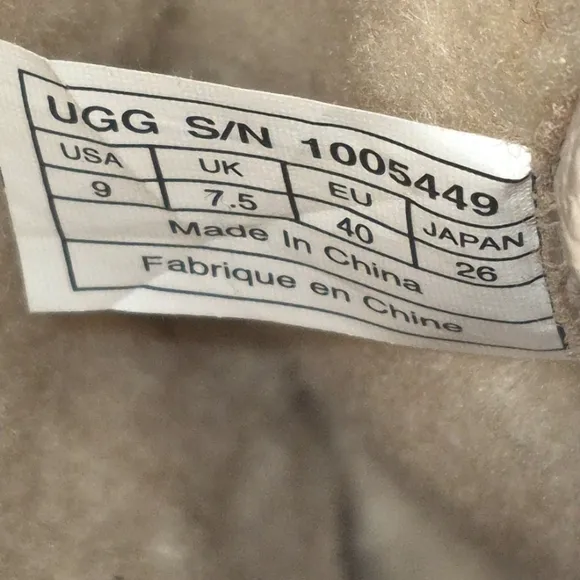 UGG S/N 1005449
USA UK EU JAPAN
9 7.5 40 26
Made In China
Fabrique en Chine